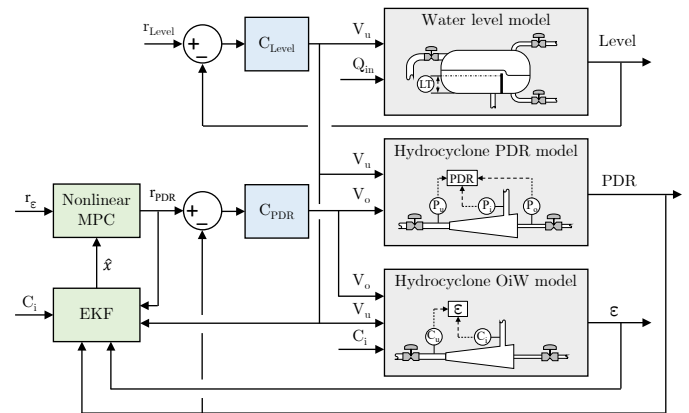 Water level model
r_Level
C_Level
V_u
Level
Q_in
LT
Hydrocyclone PDR model
V_u
PDR
PDR
r_ε
Nonlinear
MPC
r_PDR
C_PDR
V_o
P_u
P_i
P_o
x̂
Hydrocyclone OiW model
V_o
C_i
EKF
V_u
ε
ε
C_u
C_i
C_i